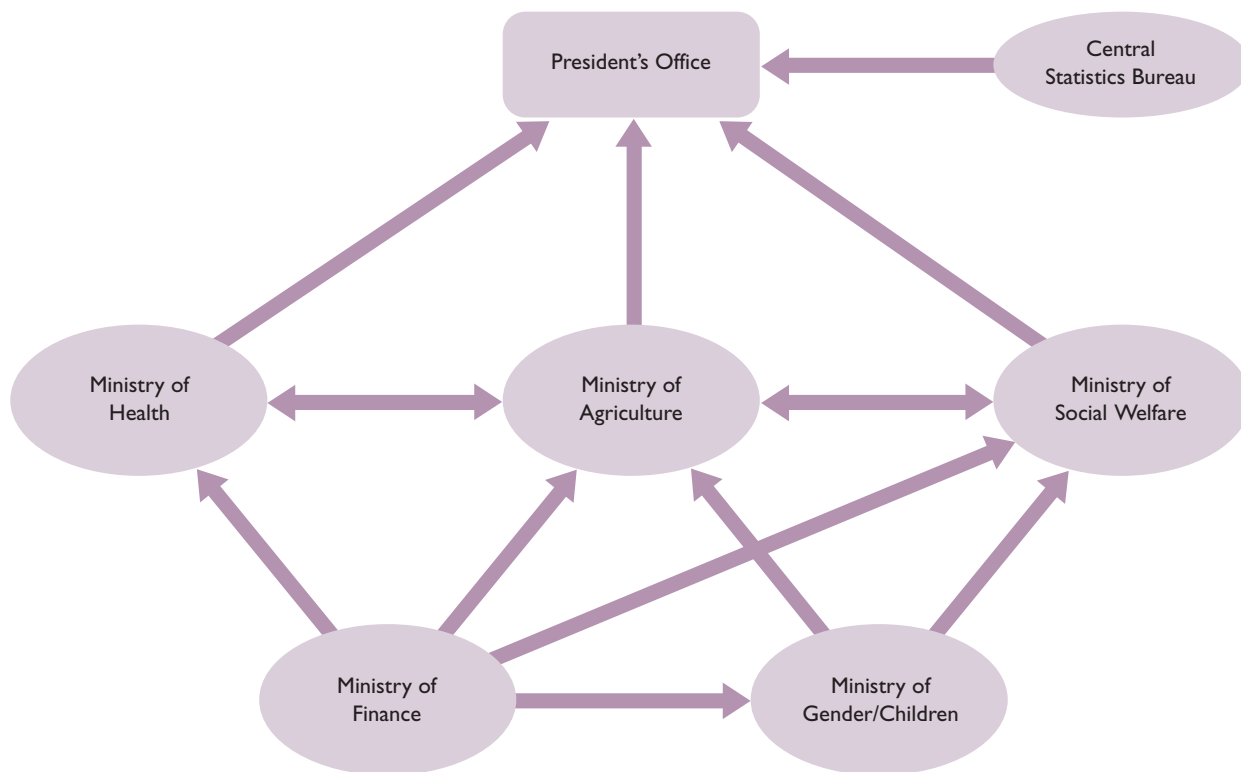 President’s Office
Central
Statistics Bureau
Ministry of
Health
Ministry of
Agriculture
Ministry of
Social Welfare
Ministry of
Finance
Ministry of
Gender/Children